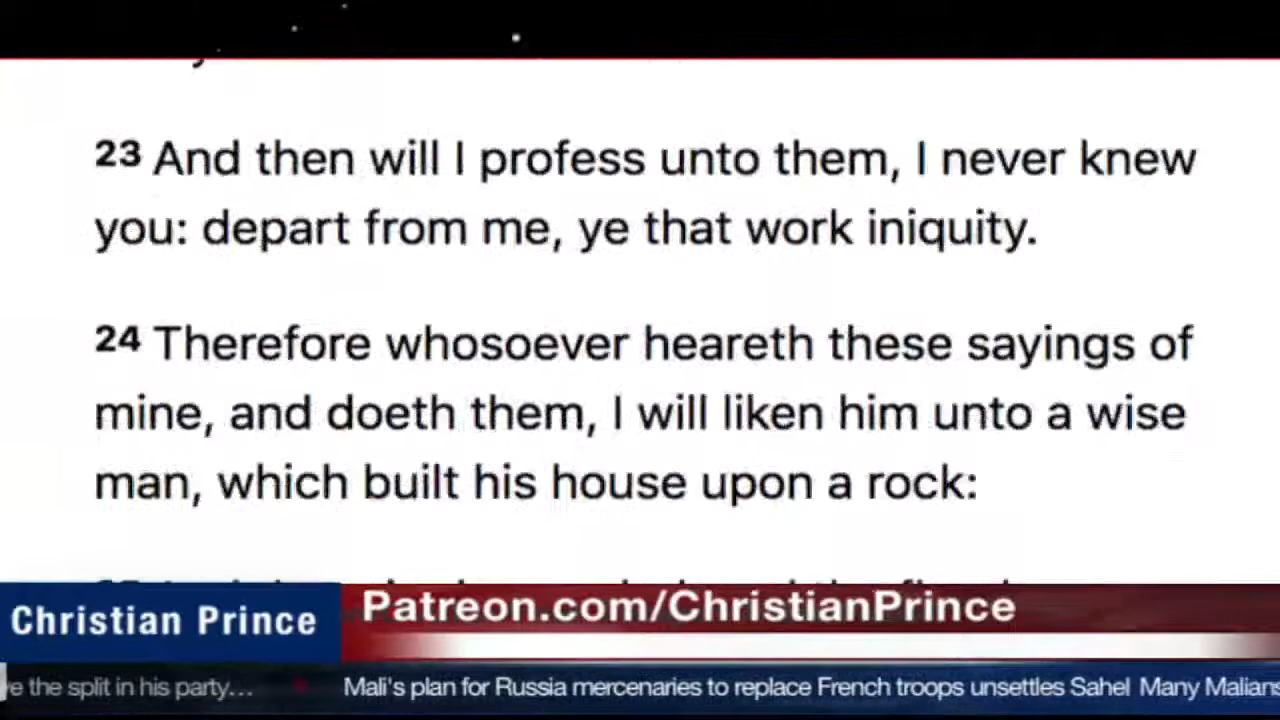 23 And then will I profess unto them, I never knew
you: depart from me, ye that work iniquity.
24 Therefore whosoever heareth these sayings of
mine, and doeth them, I will liken him unto a wise
man, which built his house upon a rock:
Christian Prince
Patreon.com/ChristianPrince
e the split in his party... Mali's plan for Russia mercenaries to replace French troops unsettles Sahel Many Malians